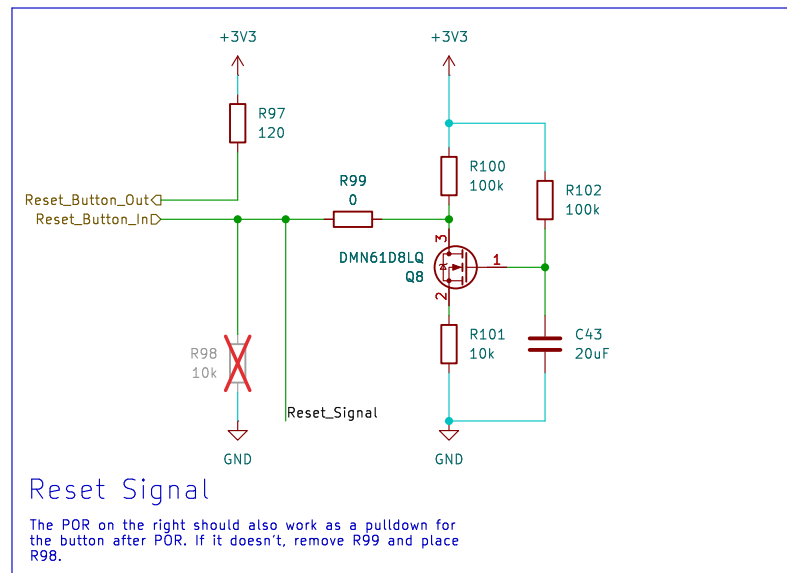 +3V3
+3V3
R97
120
R100
100k
R102
100k
R99
0
Reset_Button_Out
Reset_Button_In
3
DMN61D8LQ
Q8
1
2
R101
10k
C43
20uF
R98
10k
Reset_Signal
GND
GND
Reset Signal
The POR on the right should also work as a pulldown for
the button after POR. If it doesn't, remove R99 and place
R98.